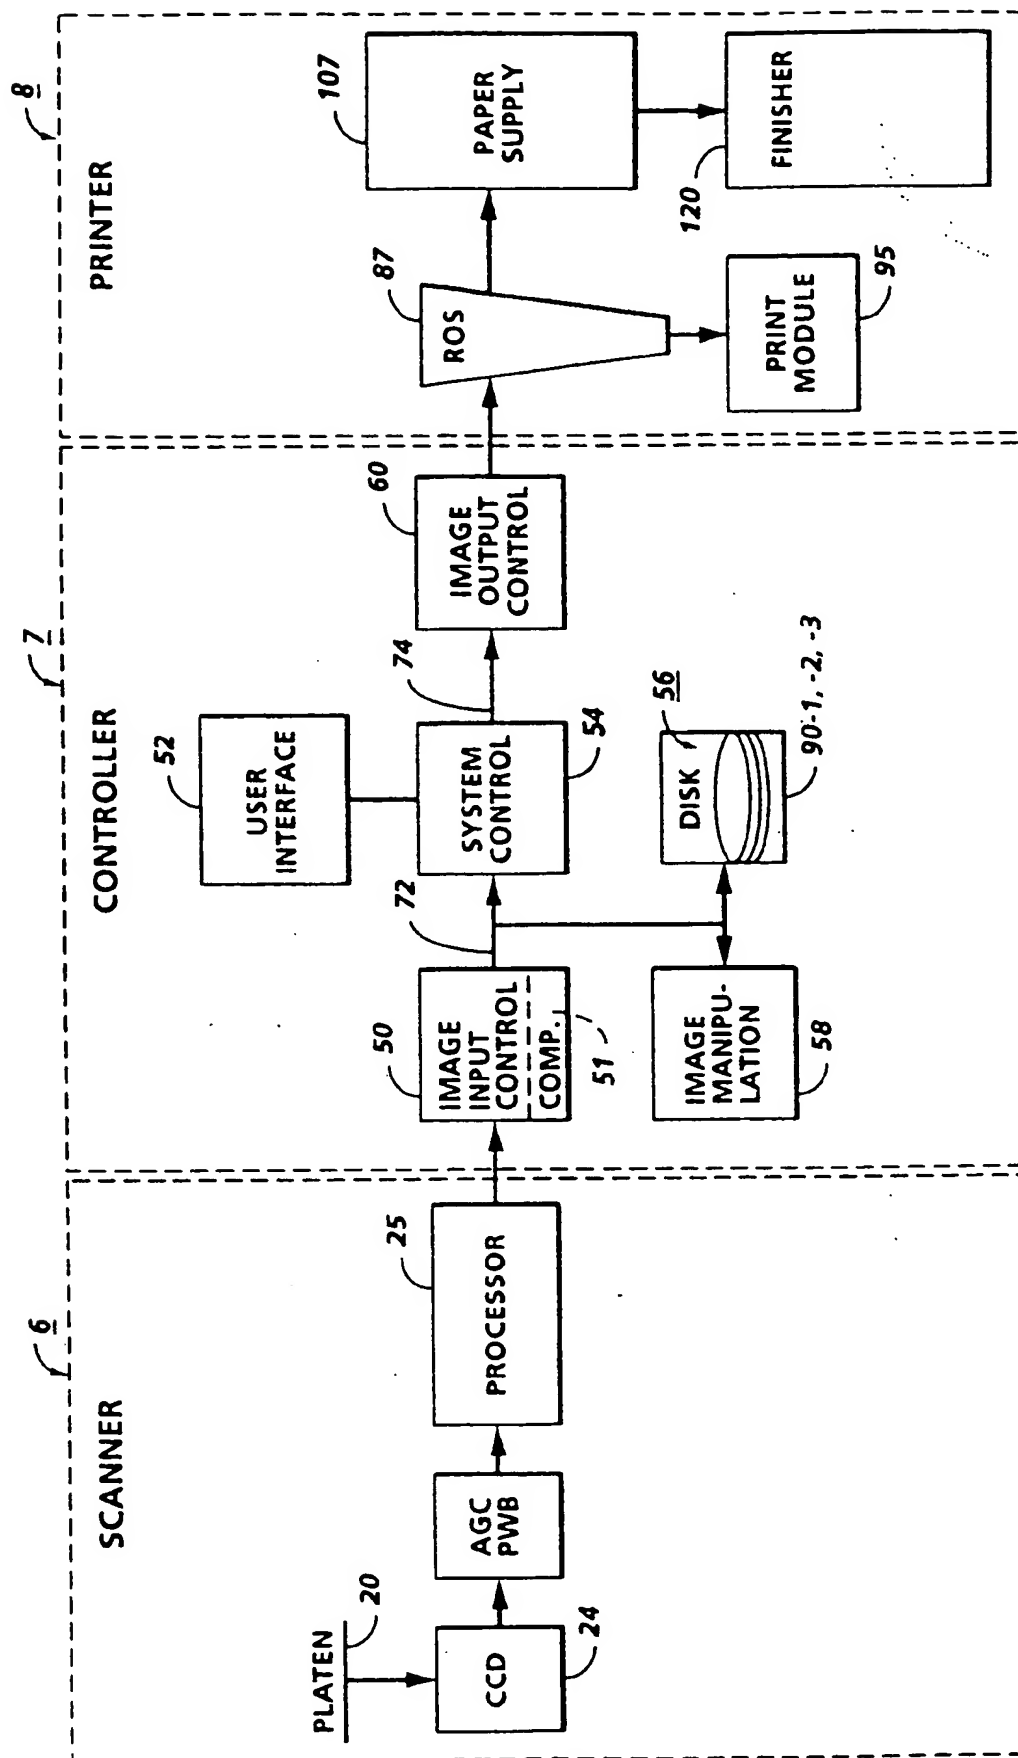 6
SCANNER
PLATEN
20
CCD
24
AGC
PWB
PROCESSOR
25
7
CONTROLLER
50
IMAGE
INPUT
CONTROL
COMP.
51
72
52
USER
INTERFACE
SYSTEM
CONTROL
54
74
60
IMAGE
OUTPUT
CONTROL
IMAGE
MANIPU-
LATION
58
DISK
56
90-1, -2, -3
8
PRINTER
87
ROS
107
PAPER
SUPPLY
PRINT
MODULE
95
120
FINISHER